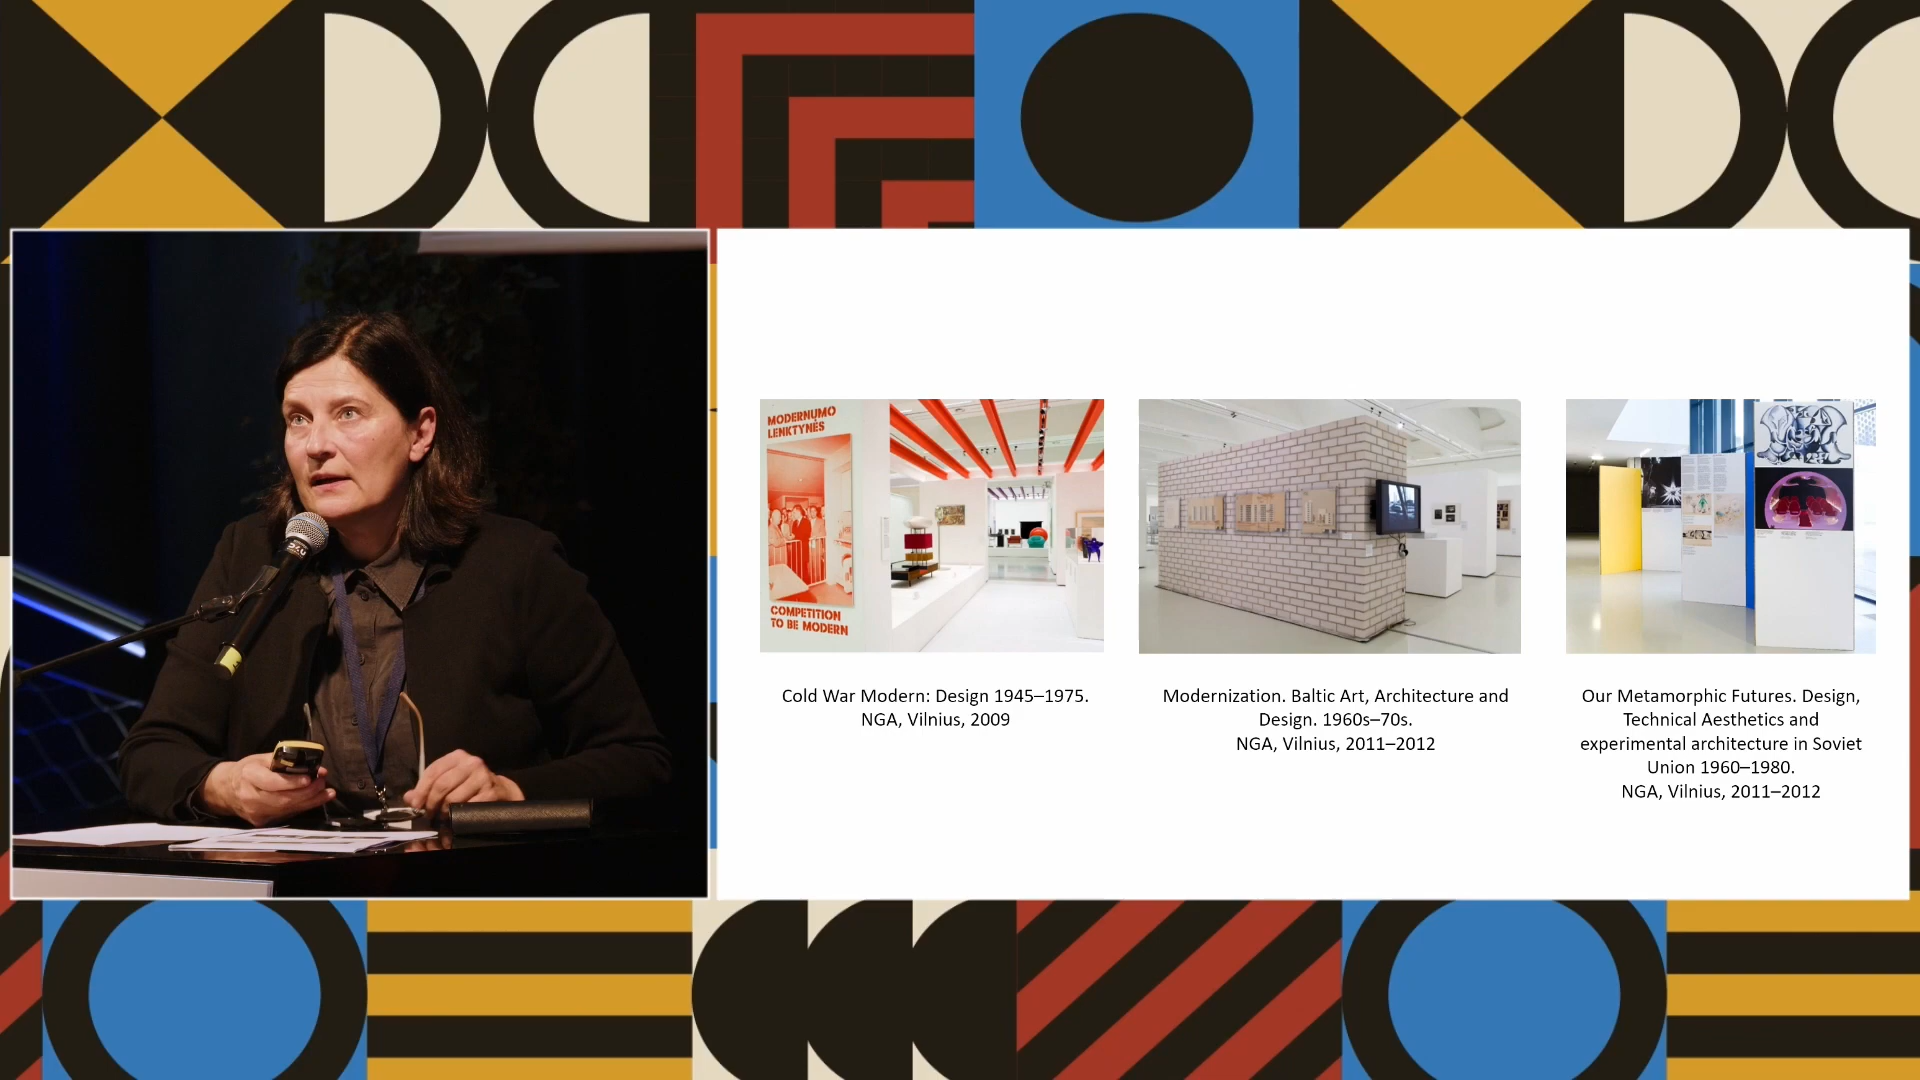 MODERNUMO
LENKTYNĖS
COMPETITION
TO BE MODERN
Cold War Modern: Design 1945–1975.
NGA, Vilnius, 2009
Modernization. Baltic Art, Architecture and
Design. 1960s–70s.
NGA, Vilnius, 2011–2012
Our Metamorphic Futures. Design,
Technical Aesthetics and
experimental architecture in Soviet
Union 1960–1980.
NGA, Vilnius, 2011–2012